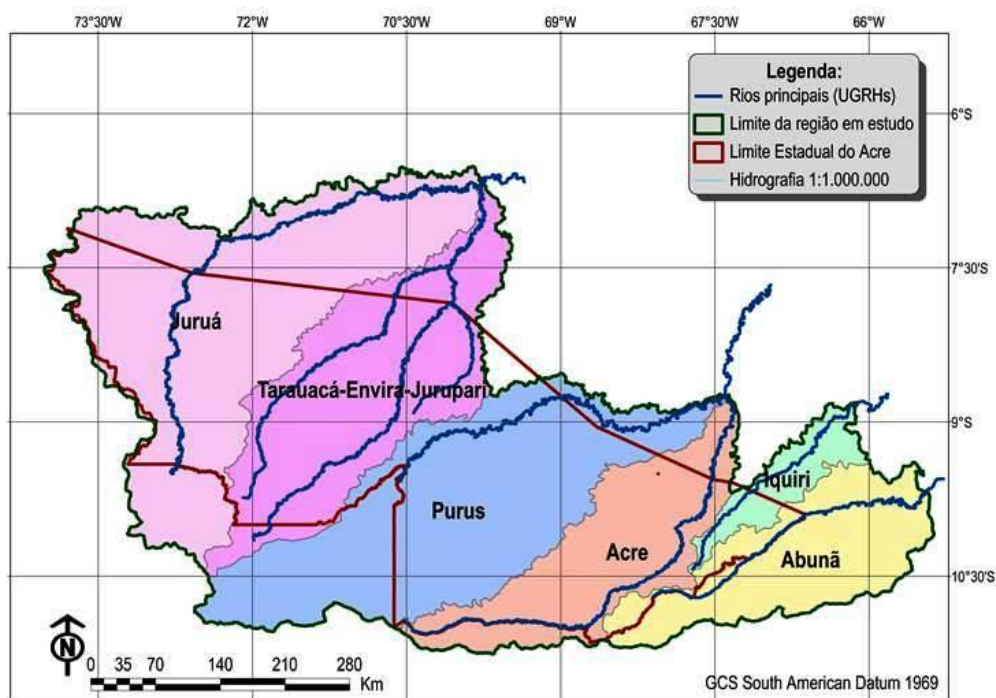 73°30'W 72°W 70°30'W 69°W 67°30'W 66°W
Legenda:
Rios principais (UGRHs)
Limite da região em estudo
Limite Estadual do Acre
Hidrografia 1:1.000.000
6°S
7°30'S
Juruá
Tarauacá-Envira-Jurupari
9°S
Iquiri
Purus
Acre
Abunã
10°30'S
N
0 35 70 140 210 280
Km
GCS South American Datum 1969